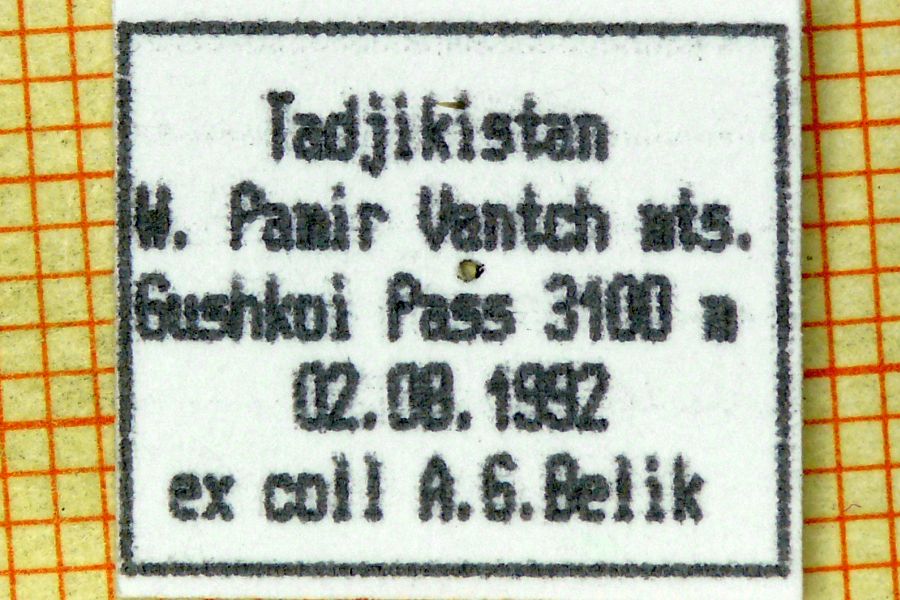 Tadjikistan
W. Pamir Vantch mts.
Gushkoi Pass 3100 m
02.08.1992
ex coll A.G.Belik